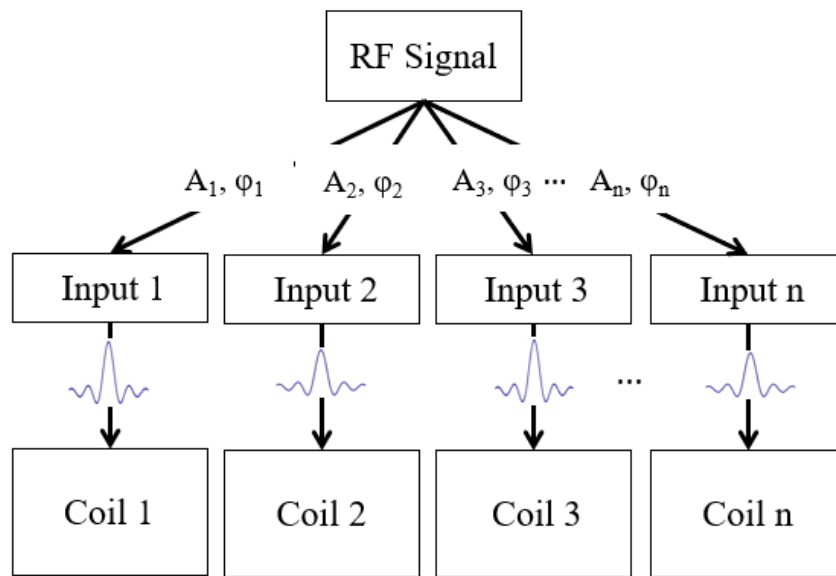 RF Signal
A₁, φ₁ A₂, φ₂ A₃, φ₃ ··· Aₙ, φₙ
Input 1 Input 2 Input 3 Input n
...
Coil 1 Coil 2 Coil 3 Coil n